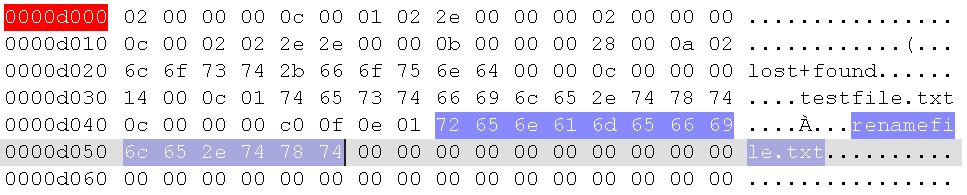 0000d000 02 00 00 00 0c 00 01 02 2e 00 00 00 02 00 00 00 ................
0000d010 0c 00 02 02 2e 2e 00 00 0b 00 00 00 28 00 0a 02 ............(...
0000d020 6c 6f 73 74 2b 66 6f 75 6e 64 00 00 0c 00 00 00 lost+found......
0000d030 14 00 0c 01 74 65 73 74 66 69 6c 65 2e 74 78 74 ....testfile.txt
0000d040 0c 00 00 00 c0 0f 0e 01 72 65 6e 61 6d 65 66 69 ....À...renamefi
0000d050 6c 65 2e 74 78 74 00 00 00 00 00 00 00 00 00 00 le.txt..........
0000d060 00 00 00 00 00 00 00 00 00 00 00 00 00 00 00 00 ................